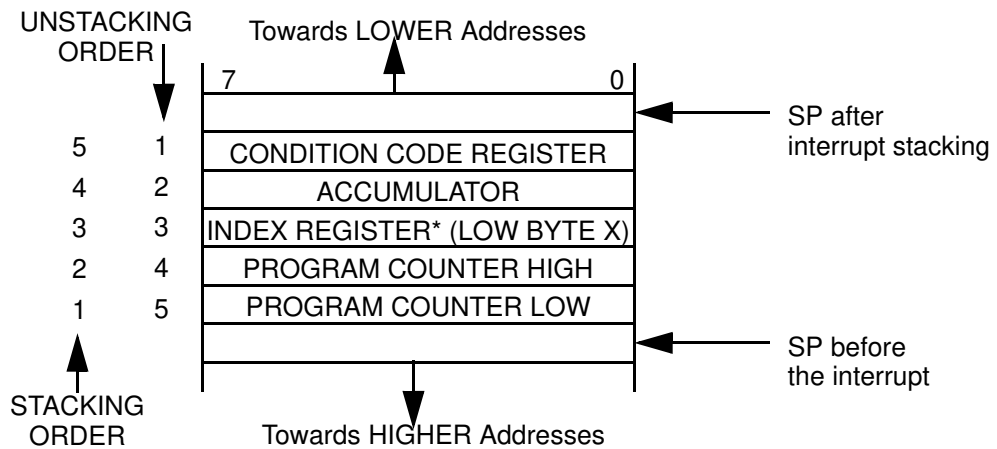 UNSTACKING
ORDER
Towards LOWER Addresses
7 0
SP after
interrupt stacking
5 1 CONDITION CODE REGISTER
4 2 ACCUMULATOR
3 3 INDEX REGISTER* (LOW BYTE X)
2 4 PROGRAM COUNTER HIGH
1 5 PROGRAM COUNTER LOW
SP before
the interrupt
STACKING
ORDER
Towards HIGHER Addresses